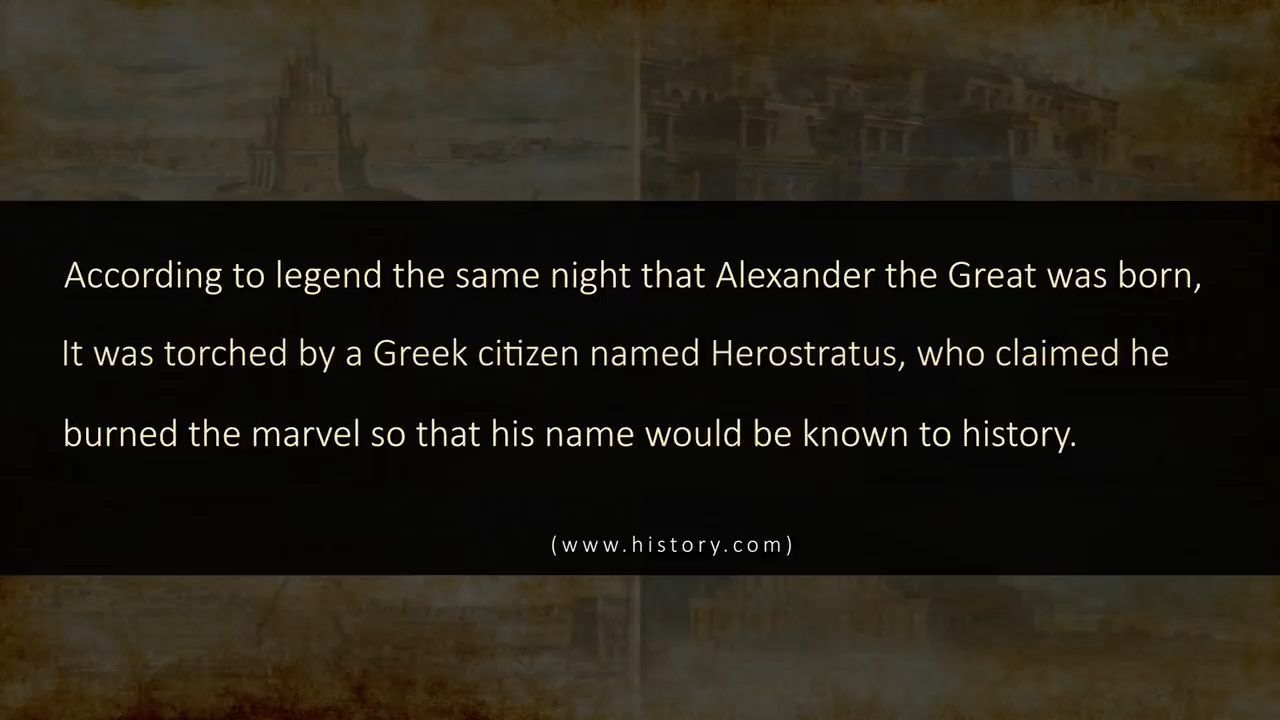 According to legend the same night that Alexander the Great was born,
It was torched by a Greek citizen named Herostratus, who claimed he
burned the marvel so that his name would be known to history.
(www.history.com)